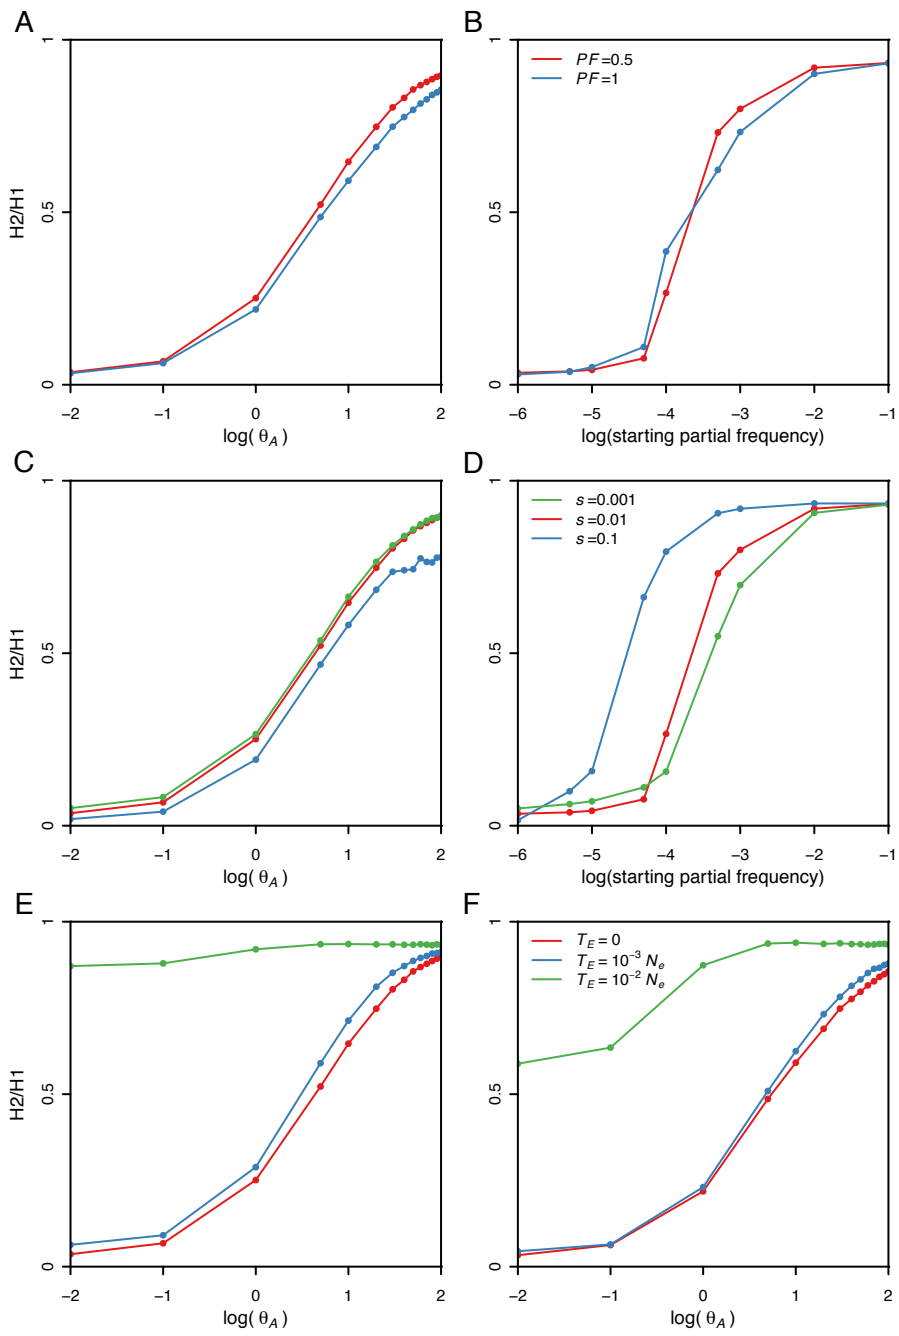 A
B
1
0.5
0
H2/H1
−2 −1 0 1 2
log( θA )
1
0.5
0
PF=0.5
PF=1
−6 −5 −4 −3 −2 −1
log(starting partial frequency)
C
D
1
0.5
0
H2/H1
−2 −1 0 1 2
log( θA )
1
0.5
0
s=0.001
s=0.01
s=0.1
−6 −5 −4 −3 −2 −1
log(starting partial frequency)
E
F
1
0.5
0
H2/H1
−2 −1 0 1 2
log( θA )
1
0.5
0
TE = 0
TE = 10−3 Ne
TE = 10−2 Ne
−2 −1 0 1 2
log( θA )